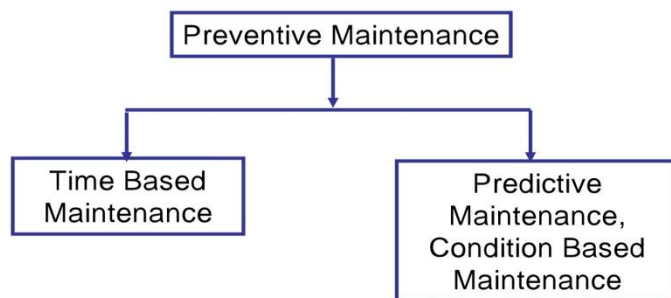 Preventive Maintenance
Time Based
Maintenance
Predictive
Maintenance,
Condition Based
Maintenance